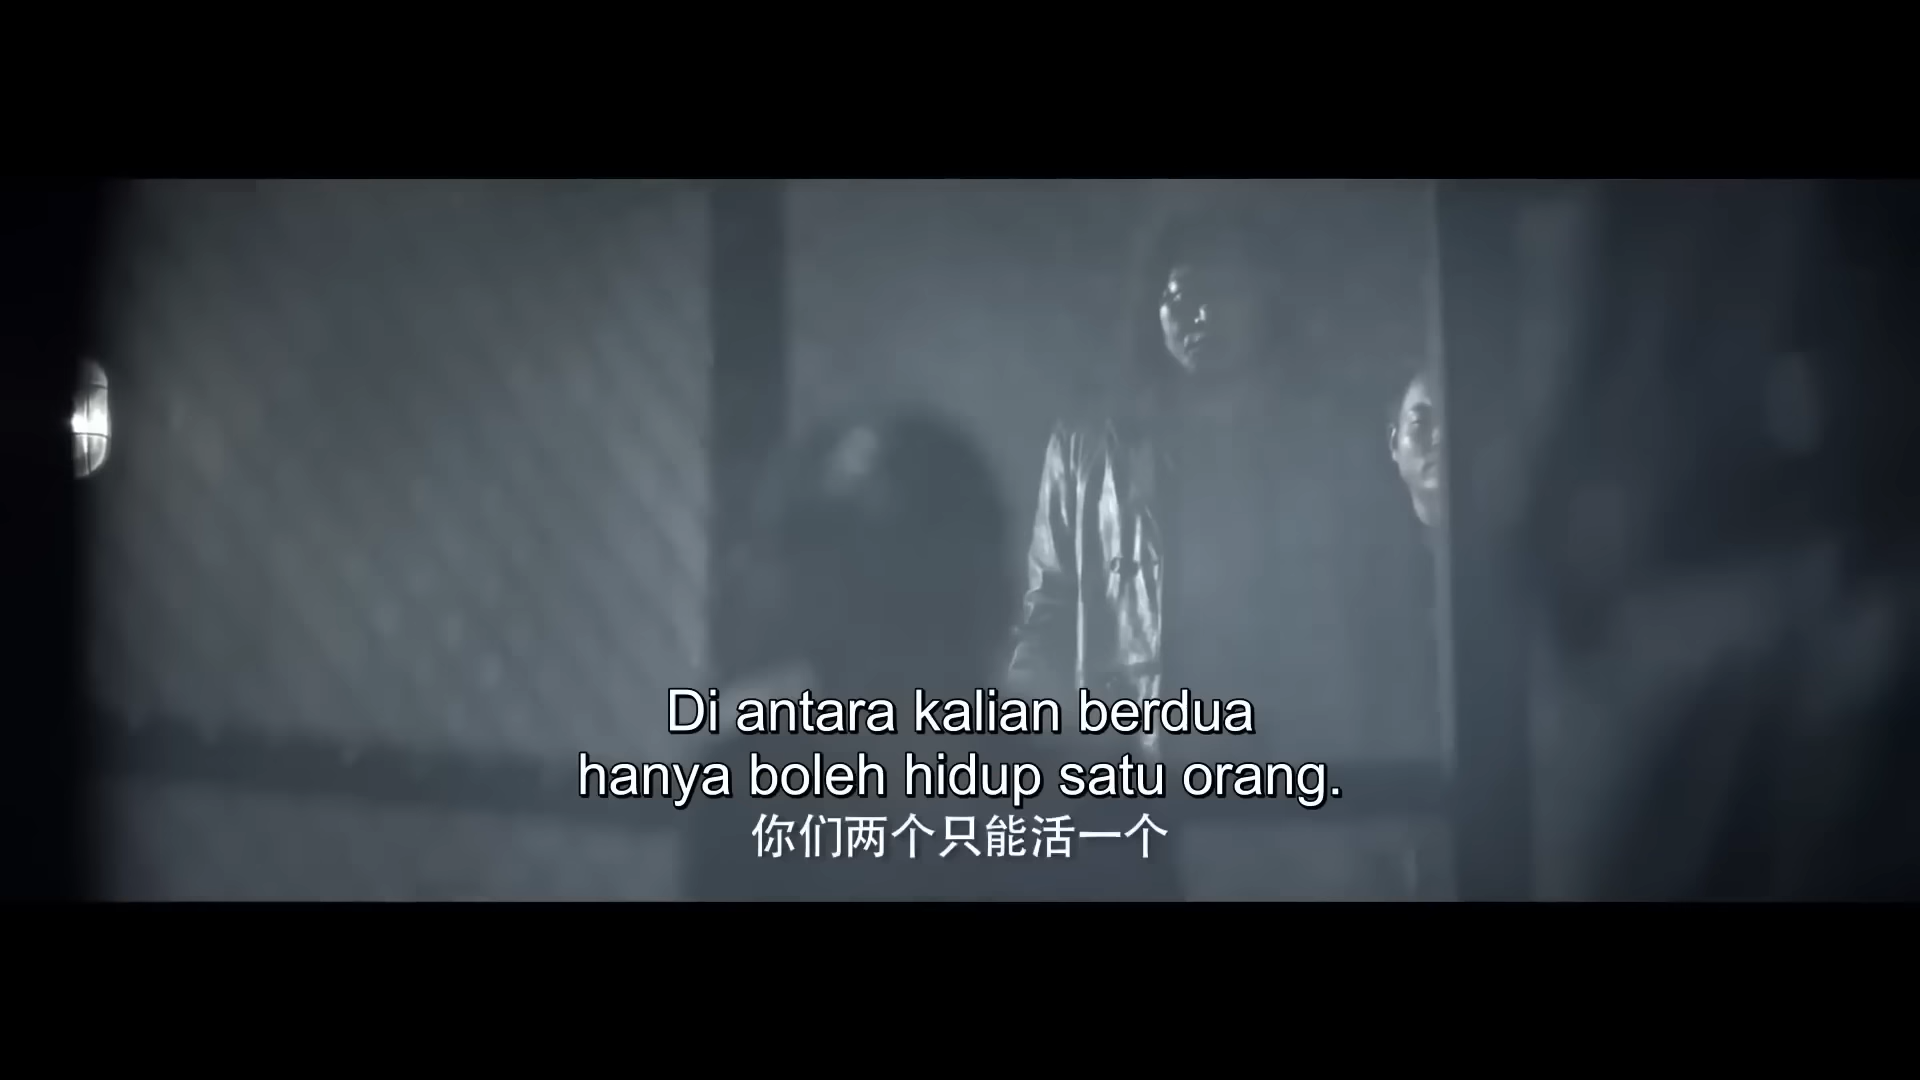 Di antara kalian berdua
hanya boleh hidup satu orang.
你们两个只能活一个